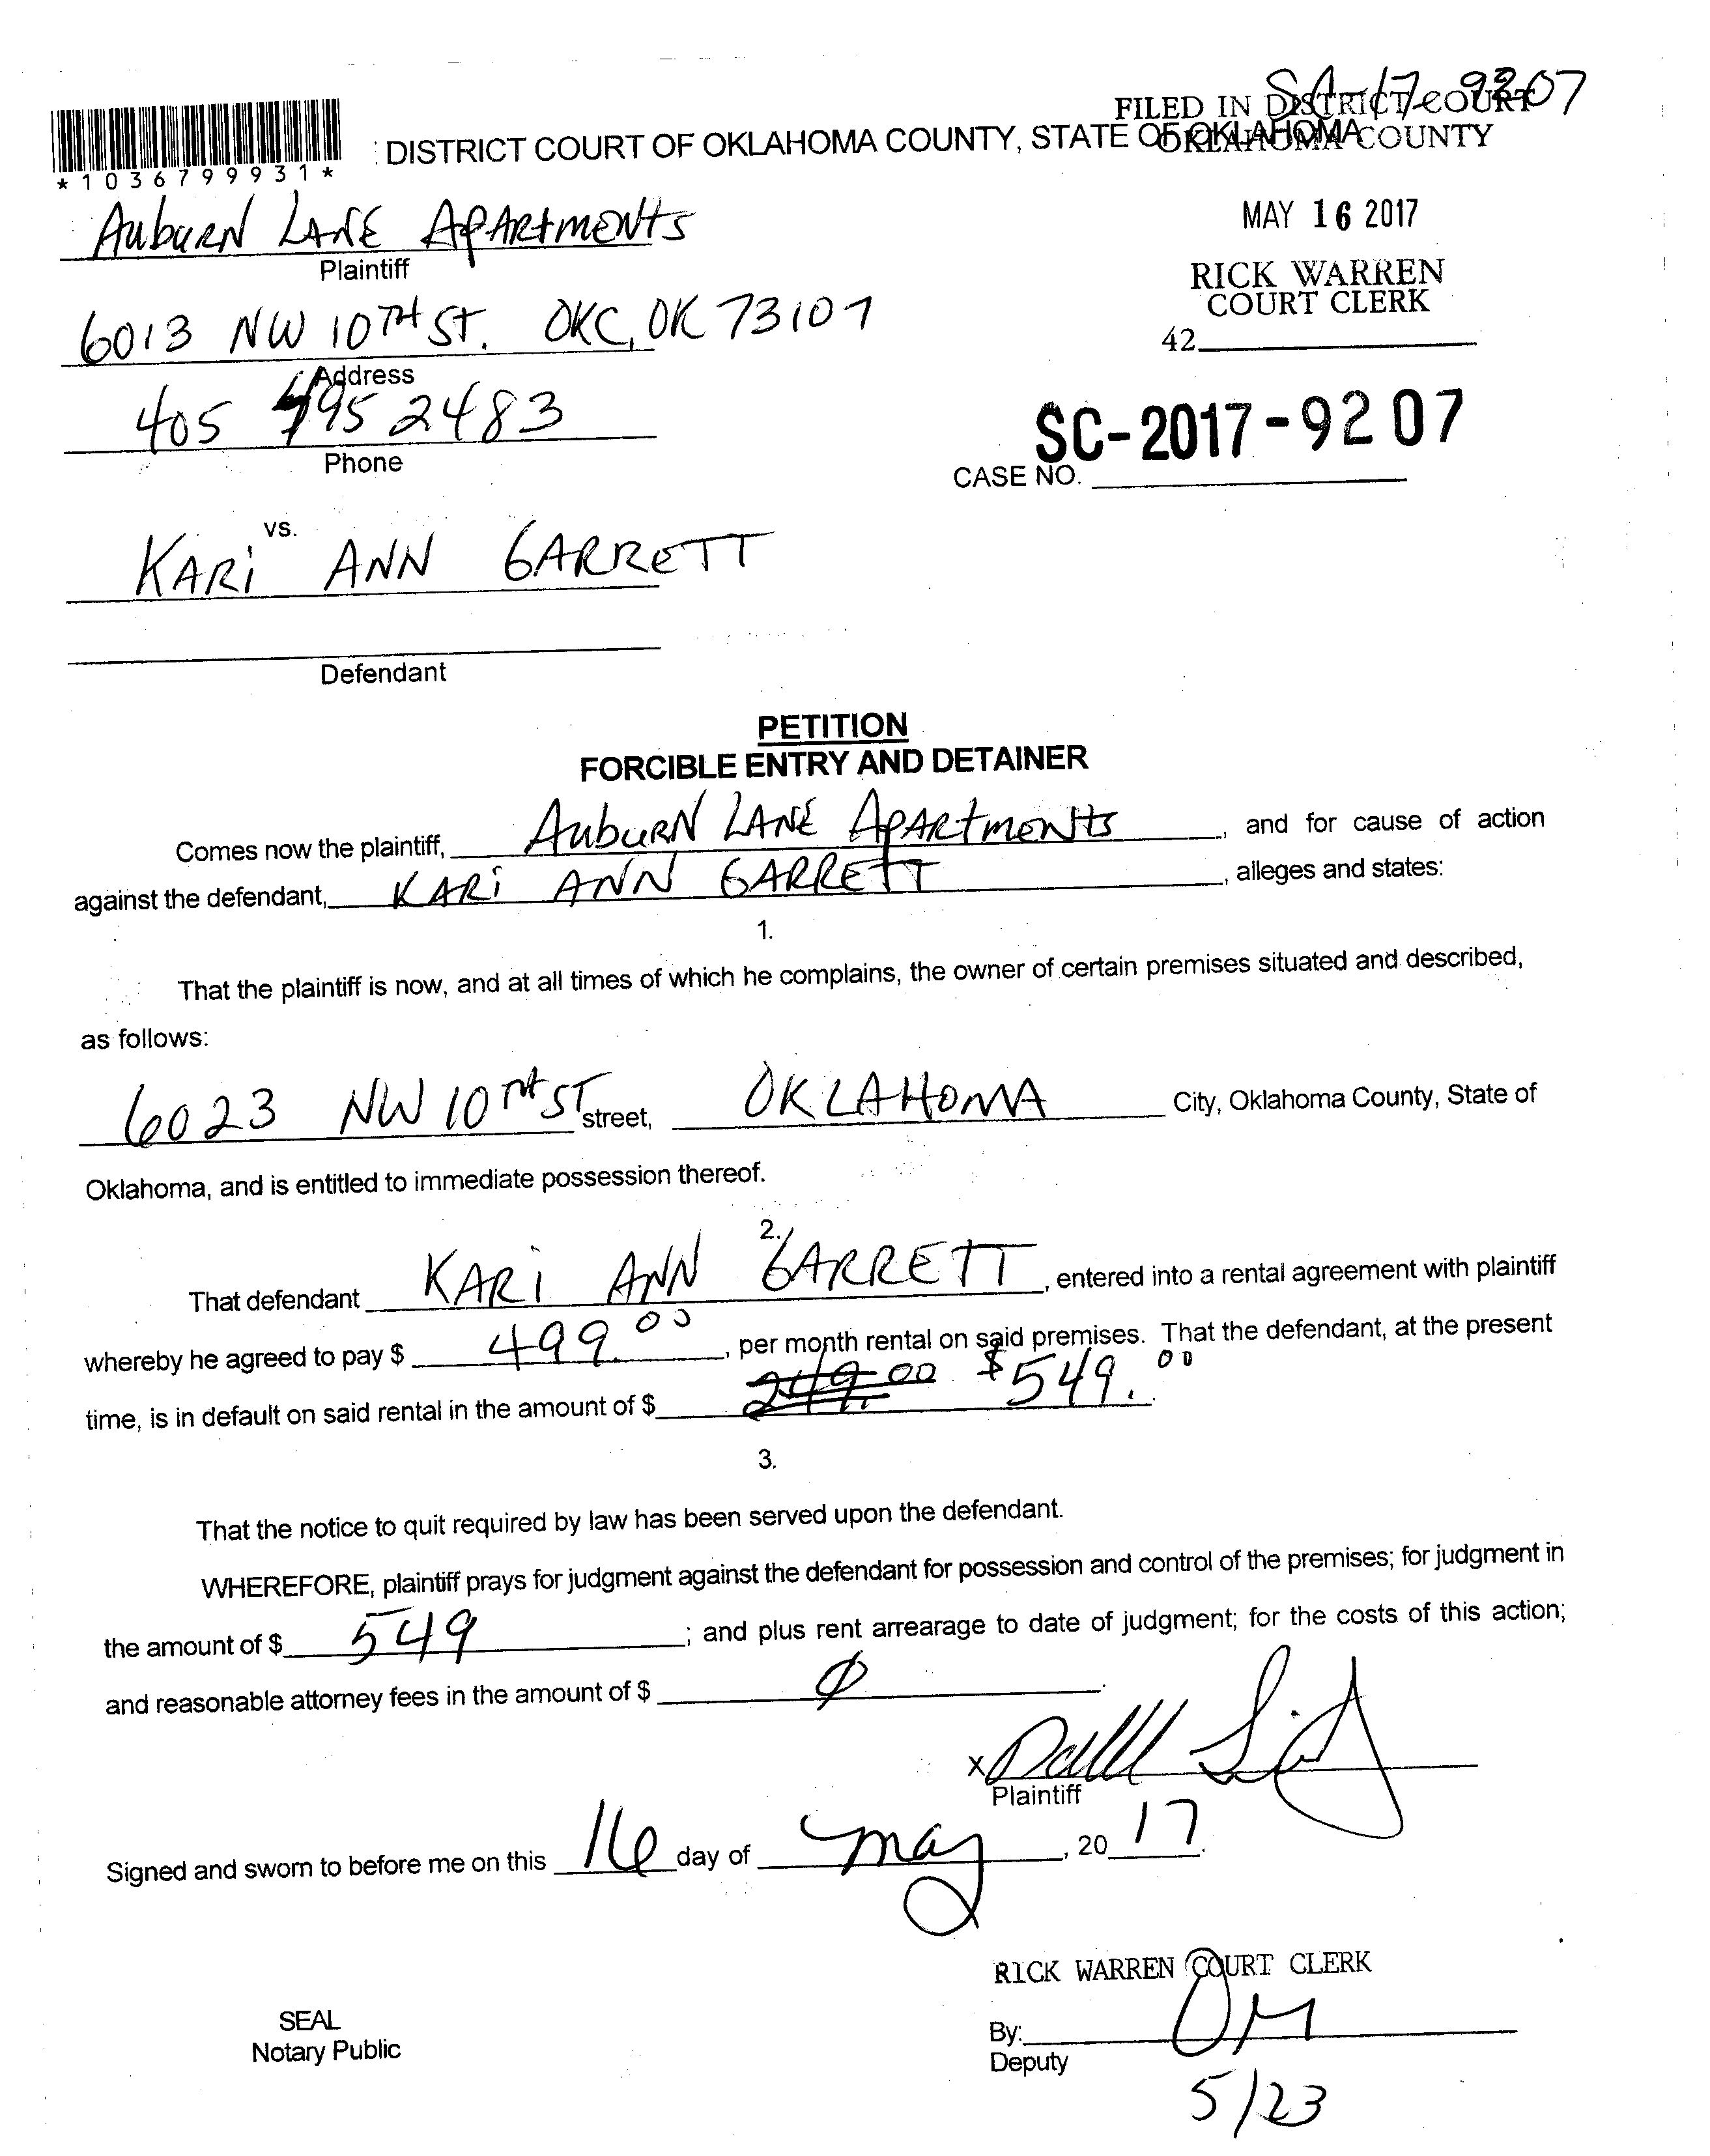 SC-17-9207
FILED IN DISTRICT COURT
OKLAHOMA COUNTY
*1036799931*
DISTRICT COURT OF OKLAHOMA COUNTY, STATE OF OKLAHOMA
MAY 16 2017
RICK WARREN
COURT CLERK
42
AuburN LANE APARtMENtS
Plaintiff
6013 NW 10TH ST. OKC, OK 73107
Address
405 495 2483
Phone
SC-2017-9207
CASE NO.
vs.
KARi ANN GARRETT
Defendant
PETITION
FORCIBLE ENTRY AND DETAINER
Comes now the plaintiff, AubuRN LANE APARtmENtS, and for cause of action
against the defendant, KARi ANN GARRETT, alleges and states:
1.
That the plaintiff is now, and at all times of which he complains, the owner of certain premises situated and described,
as follows:
6023 NW 10TH ST street, OKLAHOMA City, Oklahoma County, State of
Oklahoma, and is entitled to immediate possession thereof.
2.
That defendant KARi ANN GARRETT, entered into a rental agreement with plaintiff
whereby he agreed to pay $ 499.00, per month rental on said premises. That the defendant, at the present
time, is in default on said rental in the amount of $ 249.00 $549.00.
3.
That the notice to quit required by law has been served upon the defendant.
WHEREFORE, plaintiff prays for judgment against the defendant for possession and control of the premises; for judgment in
the amount of $ 549; and plus rent arrearage to date of judgment; for the costs of this action;
and reasonable attorney fees in the amount of $ Ø.
X
Plaintiff
Signed and sworn to before me on this 16 day of may, 20 17.
RICK WARREN COURT CLERK
SEAL
Notary Public
By: DM
Deputy
5/23